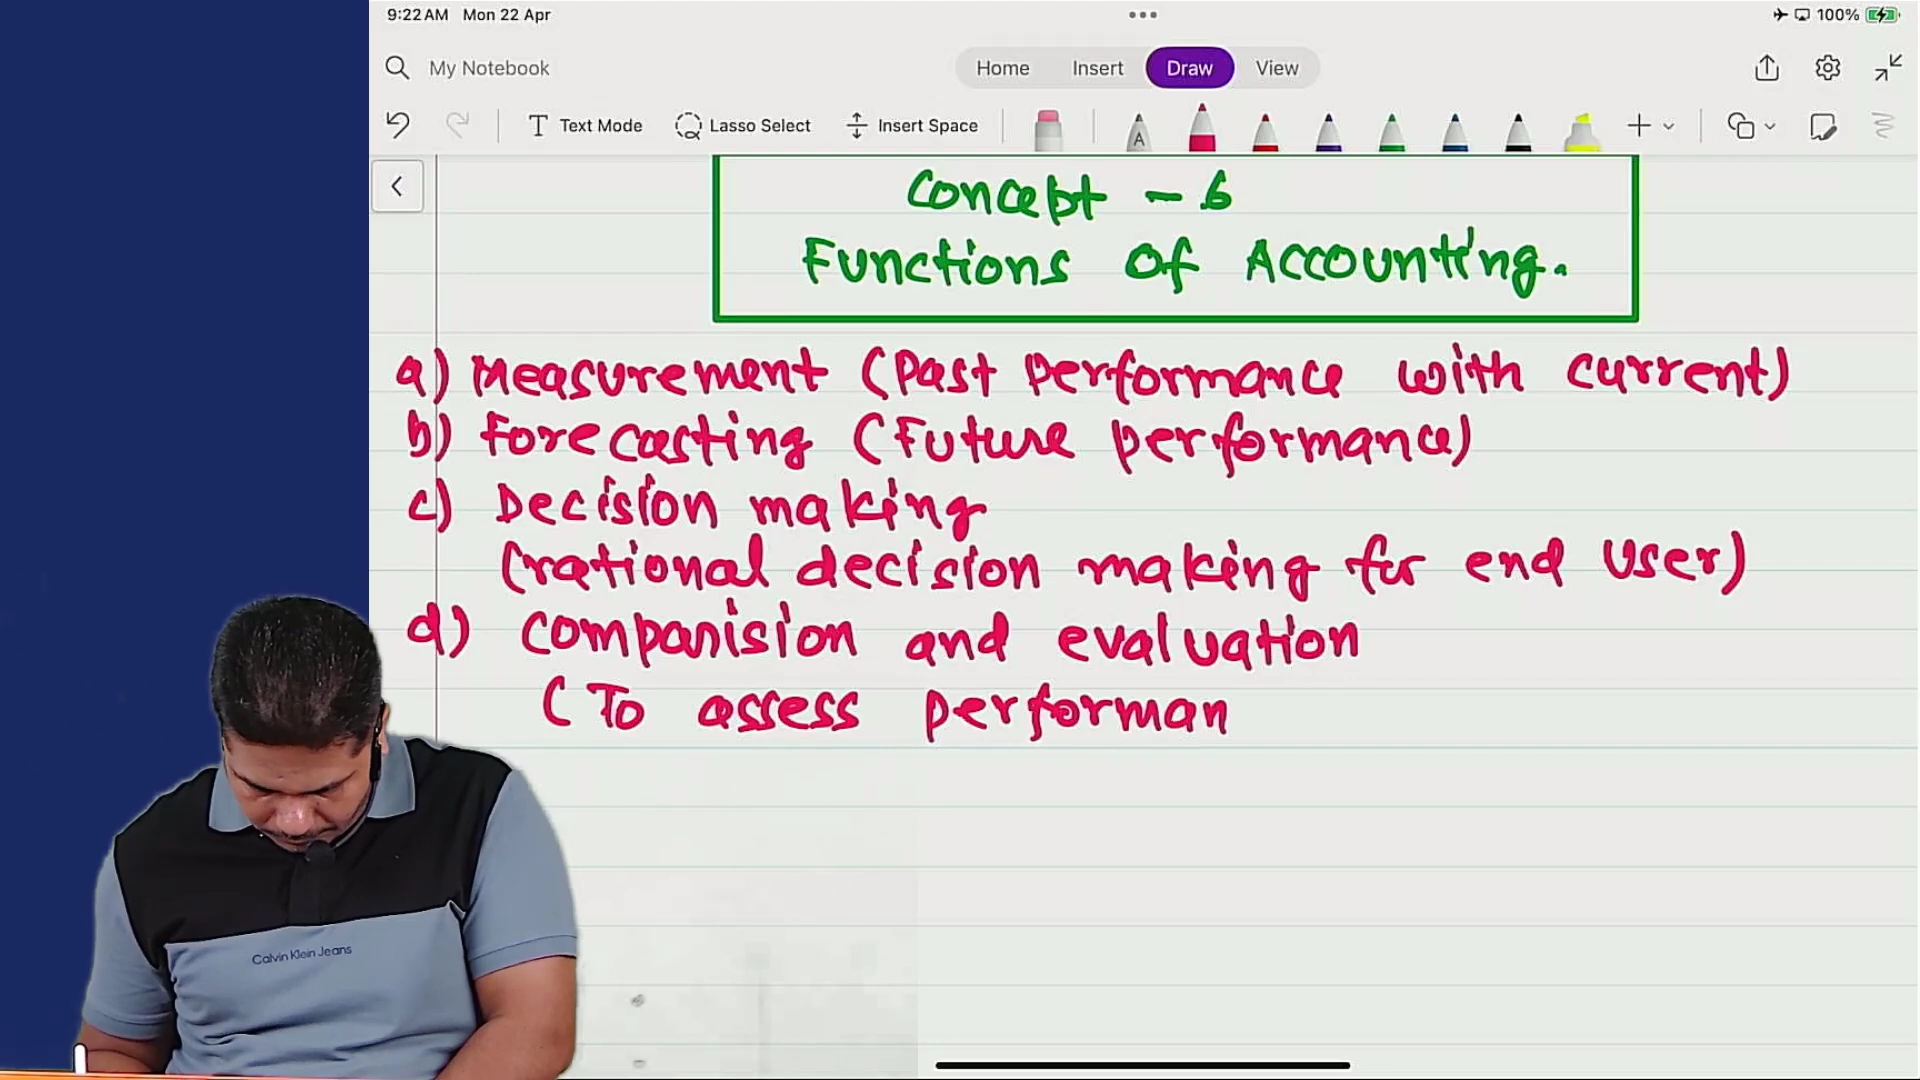 9:22 AM Mon 22 Apr
100%
My Notebook
Home Insert Draw View
Text Mode Lasso Select Insert Space
A
Concept - 6
Functions of Accounting.
a) Measurement (Past performance with current)
b) Forecasting (Future performance)
c) Decision making
(rational decision making for end user)
d) comparision and evaluation
(To assess performan
Calvin Klein Jeans